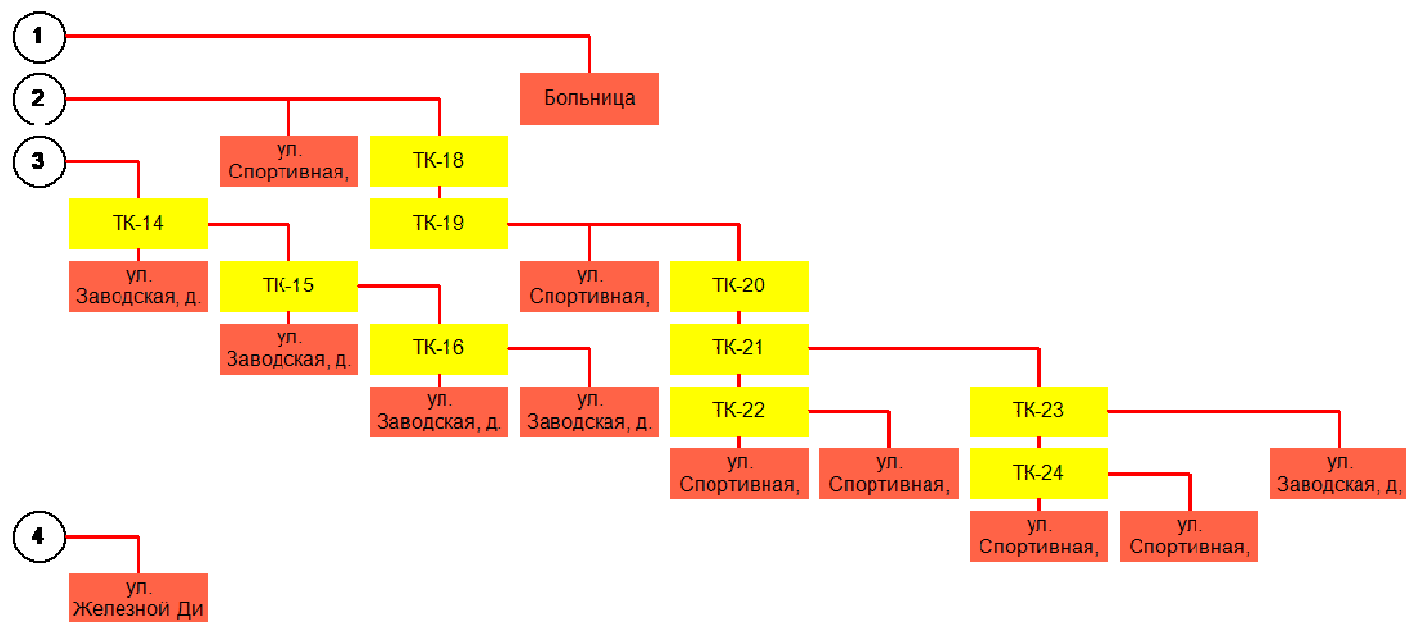 1
Больница
2
ул.
Спортивная,
ТК-18
3
ТК-14
ТК-19
ул.
Заводская, д.
ТК-15
ул.
Спортивная,
ТК-20
ул.
Заводская, д.
ТК-16
ТК-21
ул.
Заводская, д.
ул.
Заводская, д.
ТК-22
ТК-23
ул.
Спортивная,
ул.
Спортивная,
ТК-24
ул.
Заводская, д,
ул.
Спортивная,
ул.
Спортивная,
4
ул.
Железной Ди